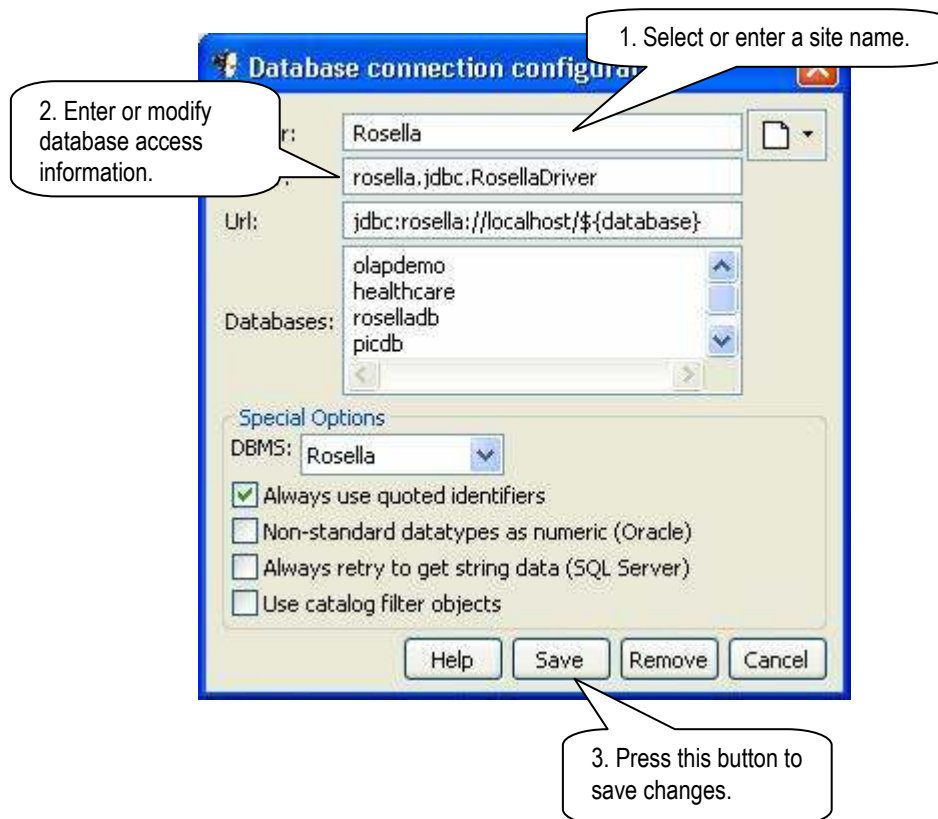 1. Select or enter a site name.
Database connection configura
2. Enter or modify
database access
information.
r:
Rosella
rosella.jdbc.RosellaDriver
Url:
jdbc:rosella://localhost/${database}
Databases:
olapdemo
healthcare
roselladb
picdb
Special Options
DBMS:
Rosella
Always use quoted identifiers
Non-standard datatypes as numeric (Oracle)
Always retry to get string data (SQL Server)
Use catalog filter objects
Help Save Remove Cancel
3. Press this button to
save changes.